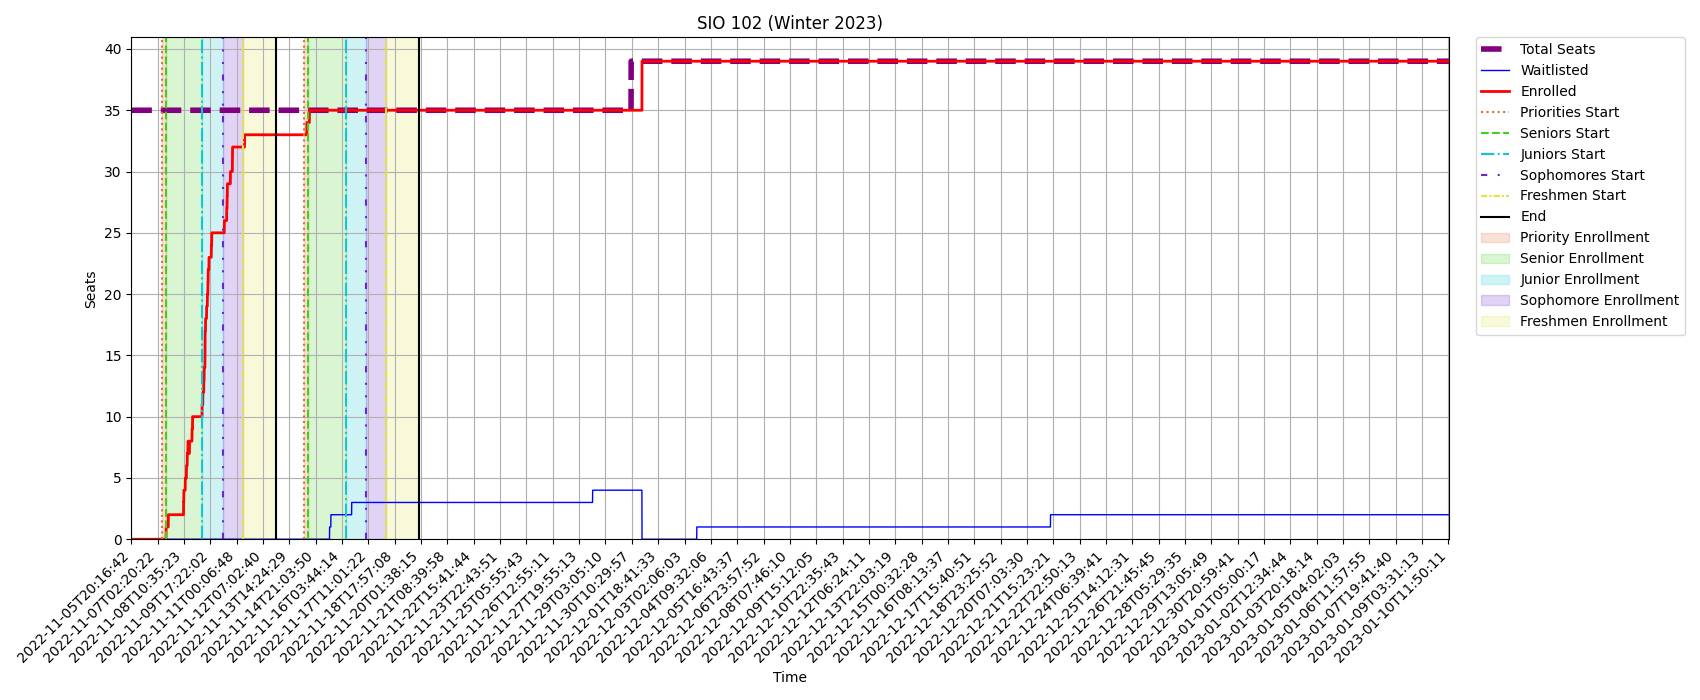 SIO 102 (Winter 2023)
Seats
40
35
30
25
20
15
10
5
0
2022-11-05T20:16:42
2022-11-07T02:20:22
2022-11-08T10:35:23
2022-11-09T17:22:02
2022-11-11T00:06:48
2022-11-12T07:02:40
2022-11-13T14:24:29
2022-11-14T21:03:50
2022-11-16T03:44:14
2022-11-17T11:01:22
2022-11-18T17:57:08
2022-11-20T01:38:15
2022-11-21T08:39:58
2022-11-22T15:41:44
2022-11-23T22:43:51
2022-11-25T05:55:43
2022-11-26T12:55:11
2022-11-27T19:55:13
2022-11-29T03:05:10
2022-11-30T10:29:57
2022-12-01T18:41:33
2022-12-03T02:06:03
2022-12-04T09:32:06
2022-12-05T16:43:37
2022-12-06T23:57:52
2022-12-08T07:46:10
2022-12-09T15:12:05
2022-12-10T22:35:43
2022-12-12T06:24:11
2022-12-13T15:22:03:19
2022-12-15T00:32:28
2022-12-16T08:13:37
2022-12-17T15:40:51
2022-12-18T23:25:52
2022-12-20T07:03:30
2022-12-21T15:23:21
2022-12-22T22:50:13
2022-12-24T06:39:41
2022-12-25T14:12:31
2022-12-26T21:45:45
2022-12-28T05:29:35
2022-12-29T13:05:49
2022-12-30T20:59:41
2023-01-01T05:00:17
2023-01-02T12:34:44
2023-01-03T20:18:14
2023-01-05T04:02:03
2023-01-06T11:57:55
2023-01-07T19:41:40
2023-01-09T03:31:13
2023-01-10T11:50:11
Time
Total Seats
Waitlisted
Enrolled
Priorities Start
Seniors Start
Juniors Start
Sophomores Start
Freshmen Start
End
Priority Enrollment
Senior Enrollment
Junior Enrollment
Sophomore Enrollment
Freshmen Enrollment